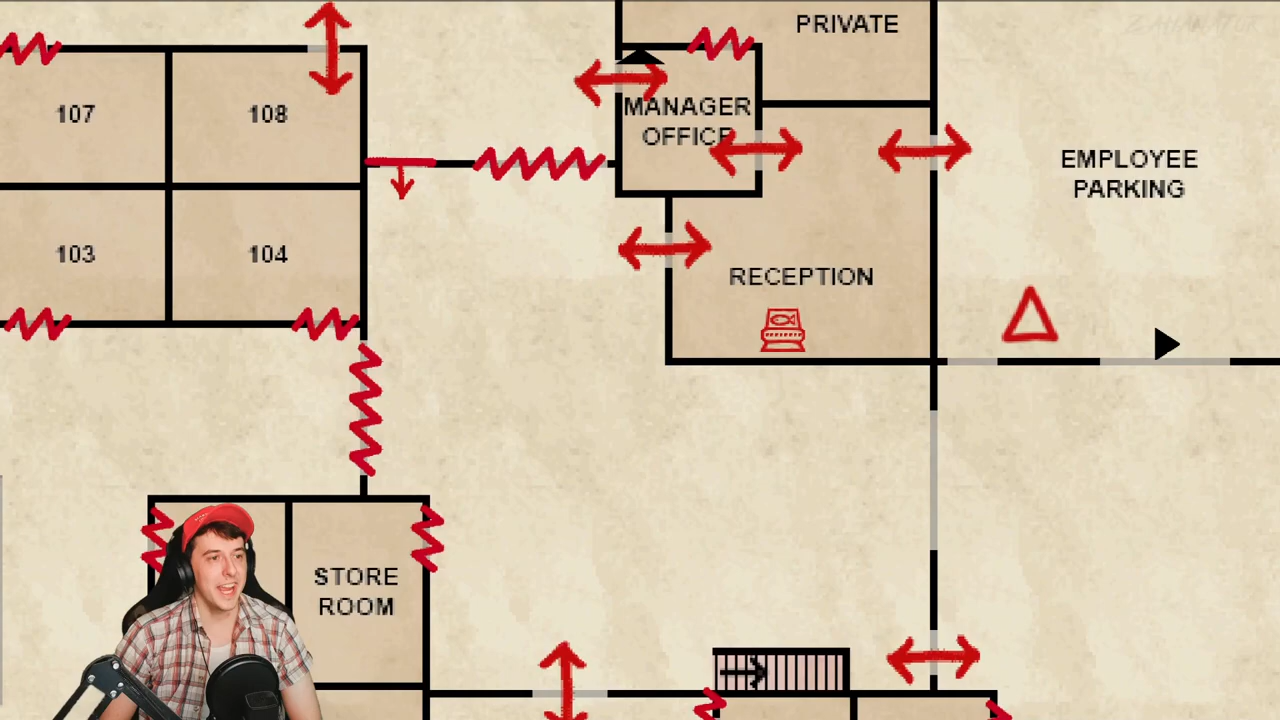 PRIVATE
107
108
MANAGER
OFFICE
EMPLOYEE
PARKING
103
104
RECEPTION
STORE
ROOM